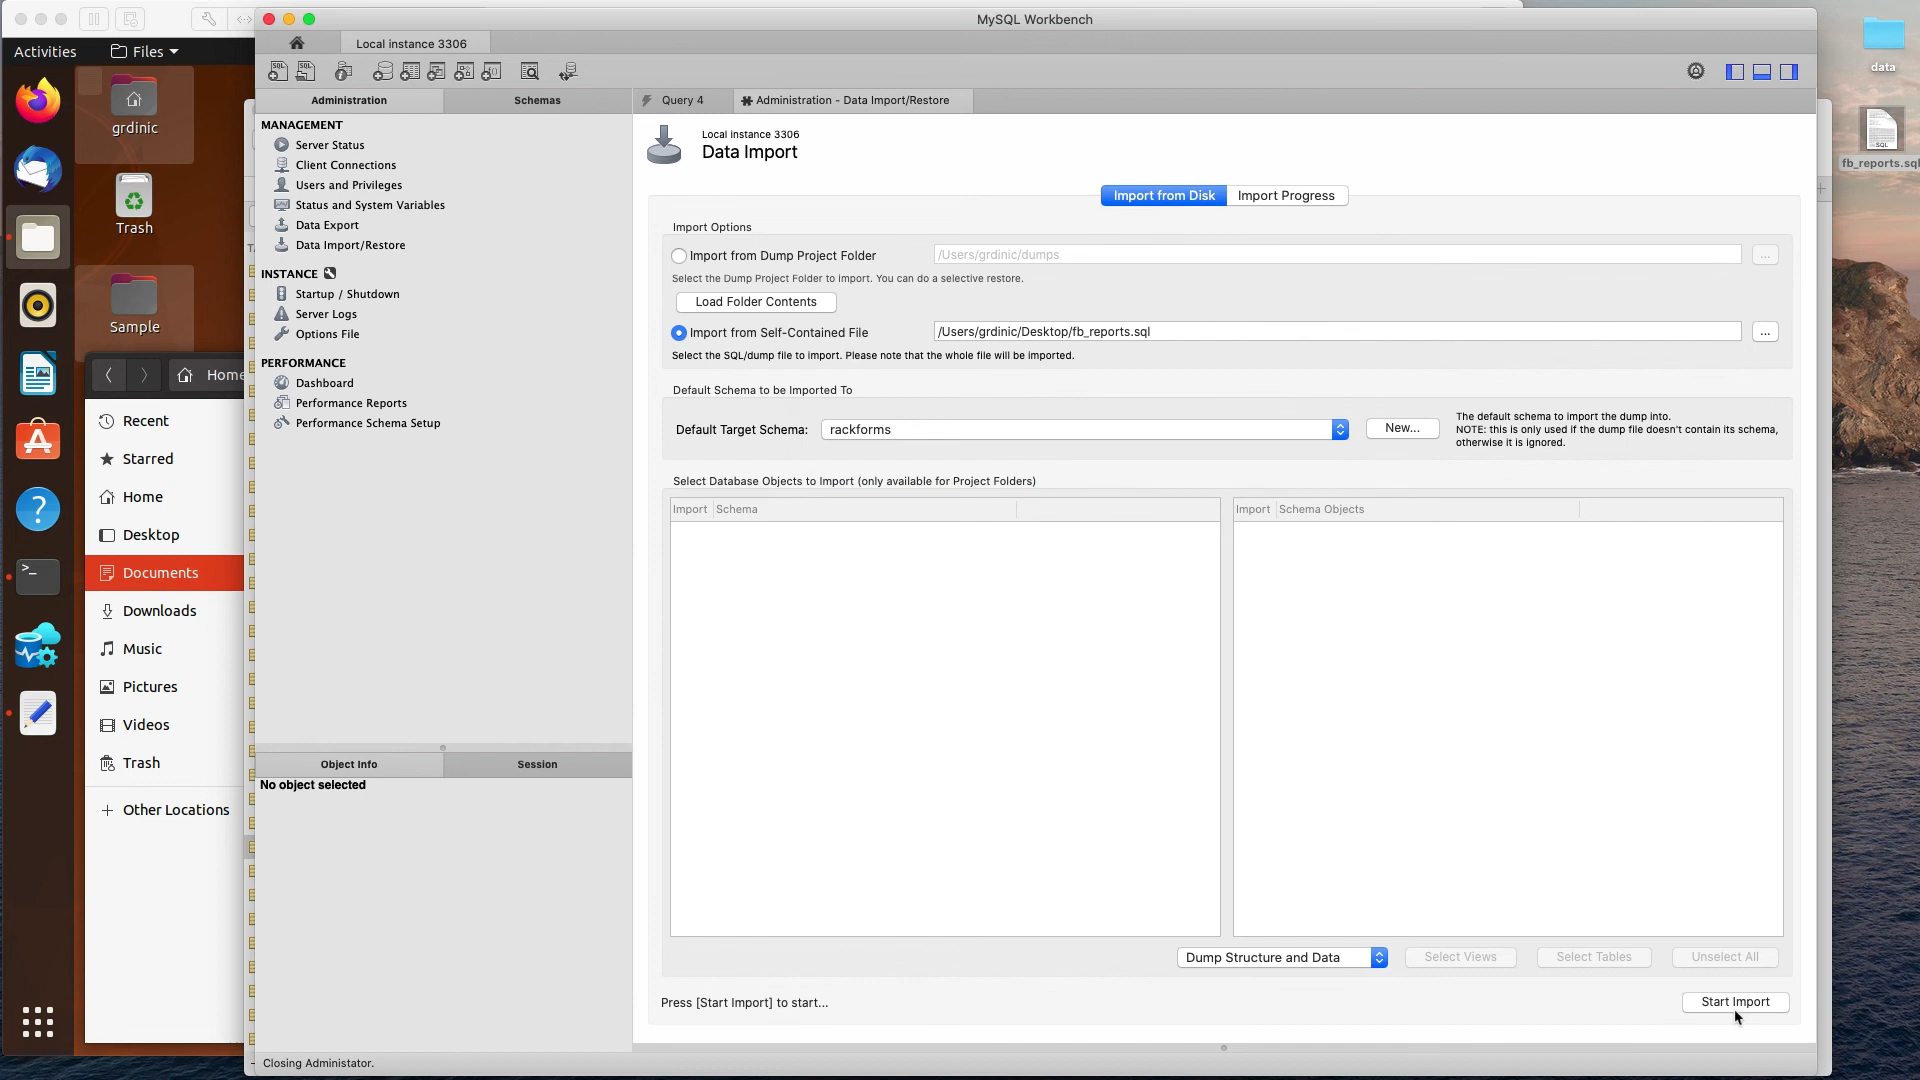 MySQL Workbench
Activities
Files
grdinic
Trash
Sample
Home
Recent
Starred
Home
Desktop
Documents
Downloads
Music
Pictures
Videos
Trash
Other Locations
Local instance 3306
Administration
Schemas
MANAGEMENT
Server Status
Client Connections
Users and Privileges
Status and System Variables
Data Export
Data Import/Restore
INSTANCE
Startup / Shutdown
Server Logs
Options File
PERFORMANCE
Dashboard
Performance Reports
Performance Schema Setup
Object Info
Session
No object selected
Closing Administator.
Query 4
Administration - Data Import/Restore
Local instance 3306
Data Import
Import from Disk
Import Progress
Import Options
Import from Dump Project Folder
/Users/grdinic/dumps
...
Select the Dump Project Folder to import. You can do a selective restore.
Load Folder Contents
Import from Self-Contained File
/Users/grdinic/Desktop/fb_reports.sql
...
Select the SQL/dump file to import. Please note that the whole file will be imported.
Default Schema to be Imported To
Default Target Schema:
rackforms
New...
The default schema to import the dump into.
NOTE: this is only used if the dump file doesn't contain its schema,
otherwise it is ignored.
Select Database Objects to Import (only available for Project Folders)
Import Schema
Import Schema Objects
Dump Structure and Data
Select Views
Select Tables
Unselect All
Press [Start Import] to start...
Start Import
data
SQL
fb_reports.sql